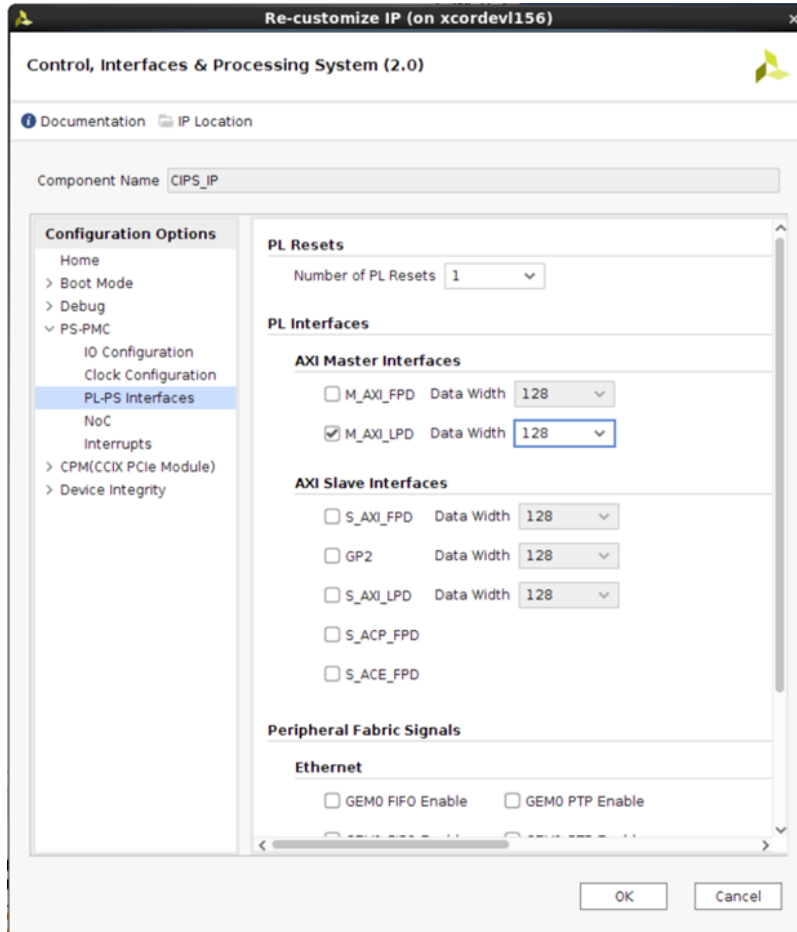 Re-customize IP (on xcordevl156)
Control, Interfaces & Processing System (2.0)
Documentation IP Location
Component Name CIPS_IP
Configuration Options
Home
Boot Mode
Debug
PS-PMC
IO Configuration
Clock Configuration
PL-PS Interfaces
NoC
Interrupts
CPM(CCIX PCIe Module)
Device Integrity
PL Resets
Number of PL Resets 1
PL Interfaces
AXI Master Interfaces
M_AXI_FPD Data Width 128
M_AXI_LPD Data Width 128
AXI Slave Interfaces
S_AXI_FPD Data Width 128
GP2 Data Width 128
S_AXI_LPD Data Width 128
S_ACP_FPD
S_ACE_FPD
Peripheral Fabric Signals
Ethernet
GEM0 FIFO Enable GEM0 PTP Enable
OK Cancel